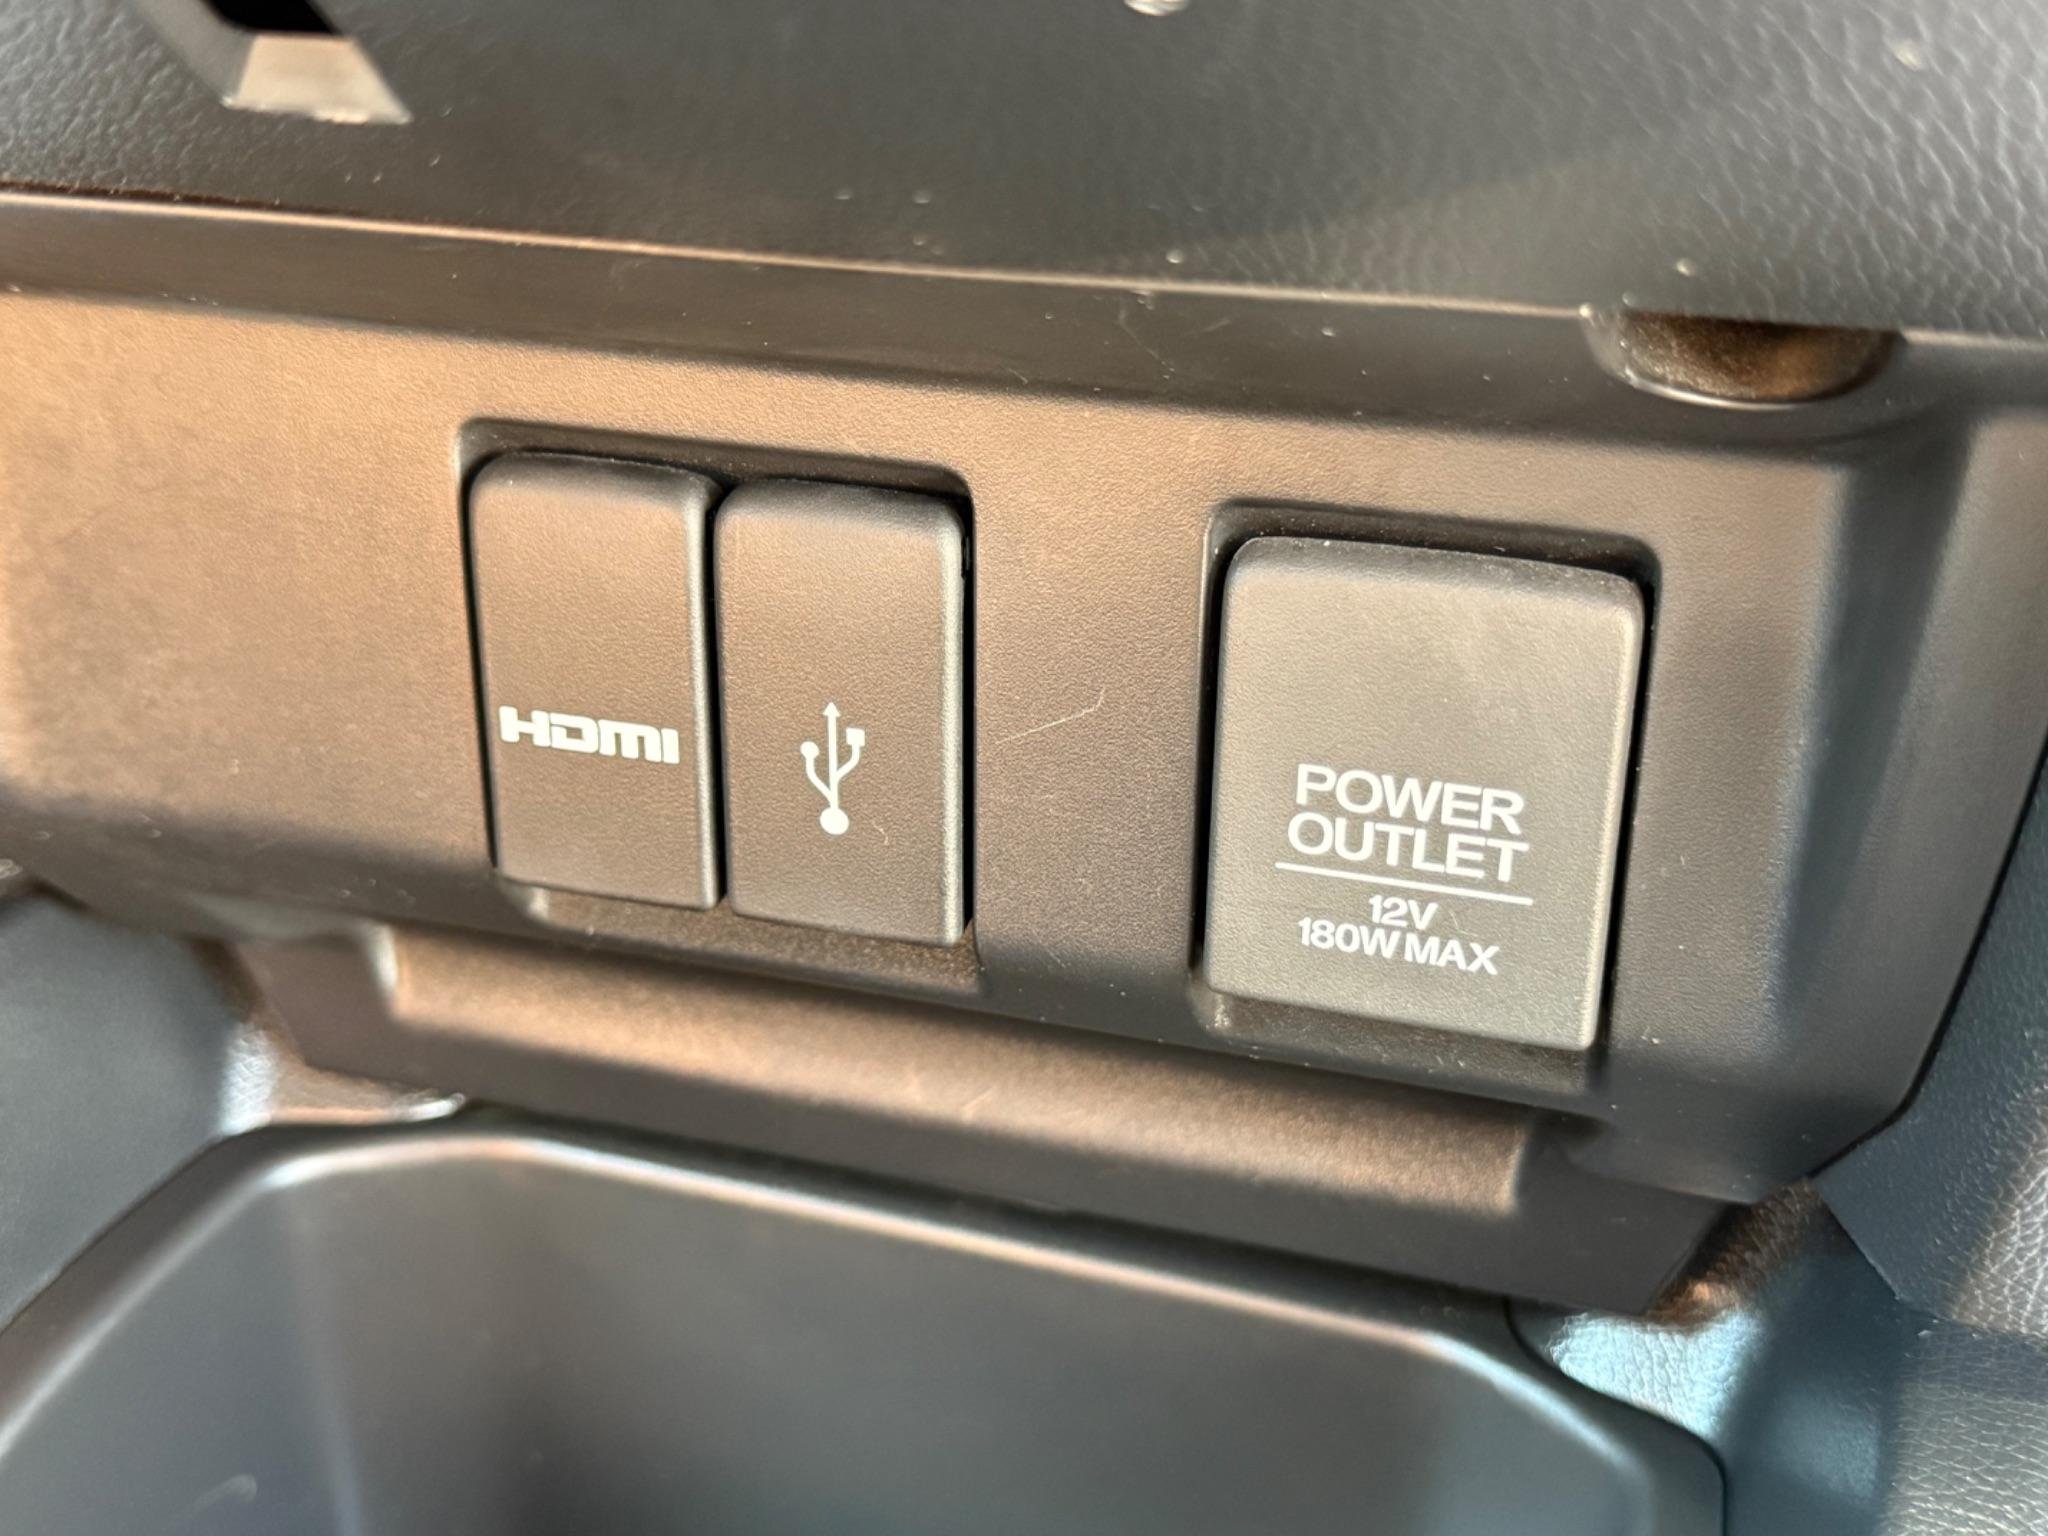 HDMI
POWER
OUTLET
12V
180W MAX